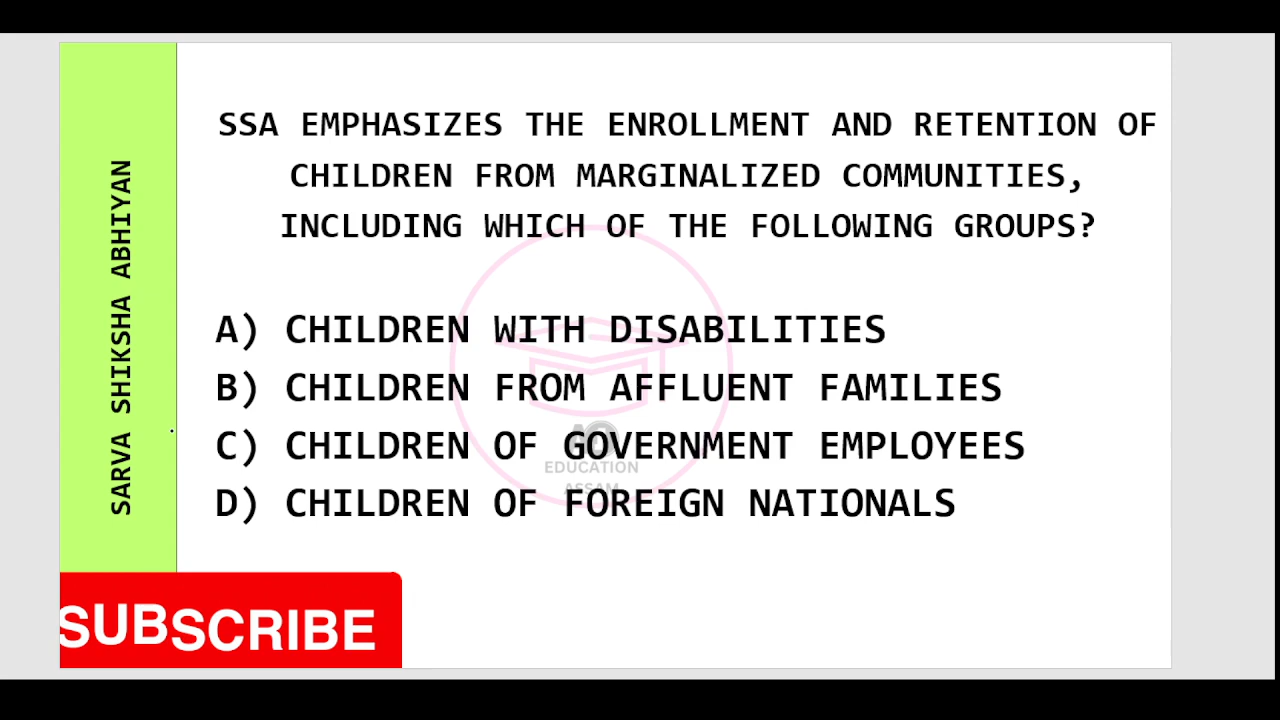 SARVA SHIKSHA ABHIYAN
SSA EMPHASIZES THE ENROLLMENT AND RETENTION OF
CHILDREN FROM MARGINALIZED COMMUNITIES,
INCLUDING WHICH OF THE FOLLOWING GROUPS?
A) CHILDREN WITH DISABILITIES
B) CHILDREN FROM AFFLUENT FAMILIES
C) CHILDREN OF GOVERNMENT EMPLOYEES
D) CHILDREN OF FOREIGN NATIONALS
EDUCATION
ASSAM
SUBSCRIBE